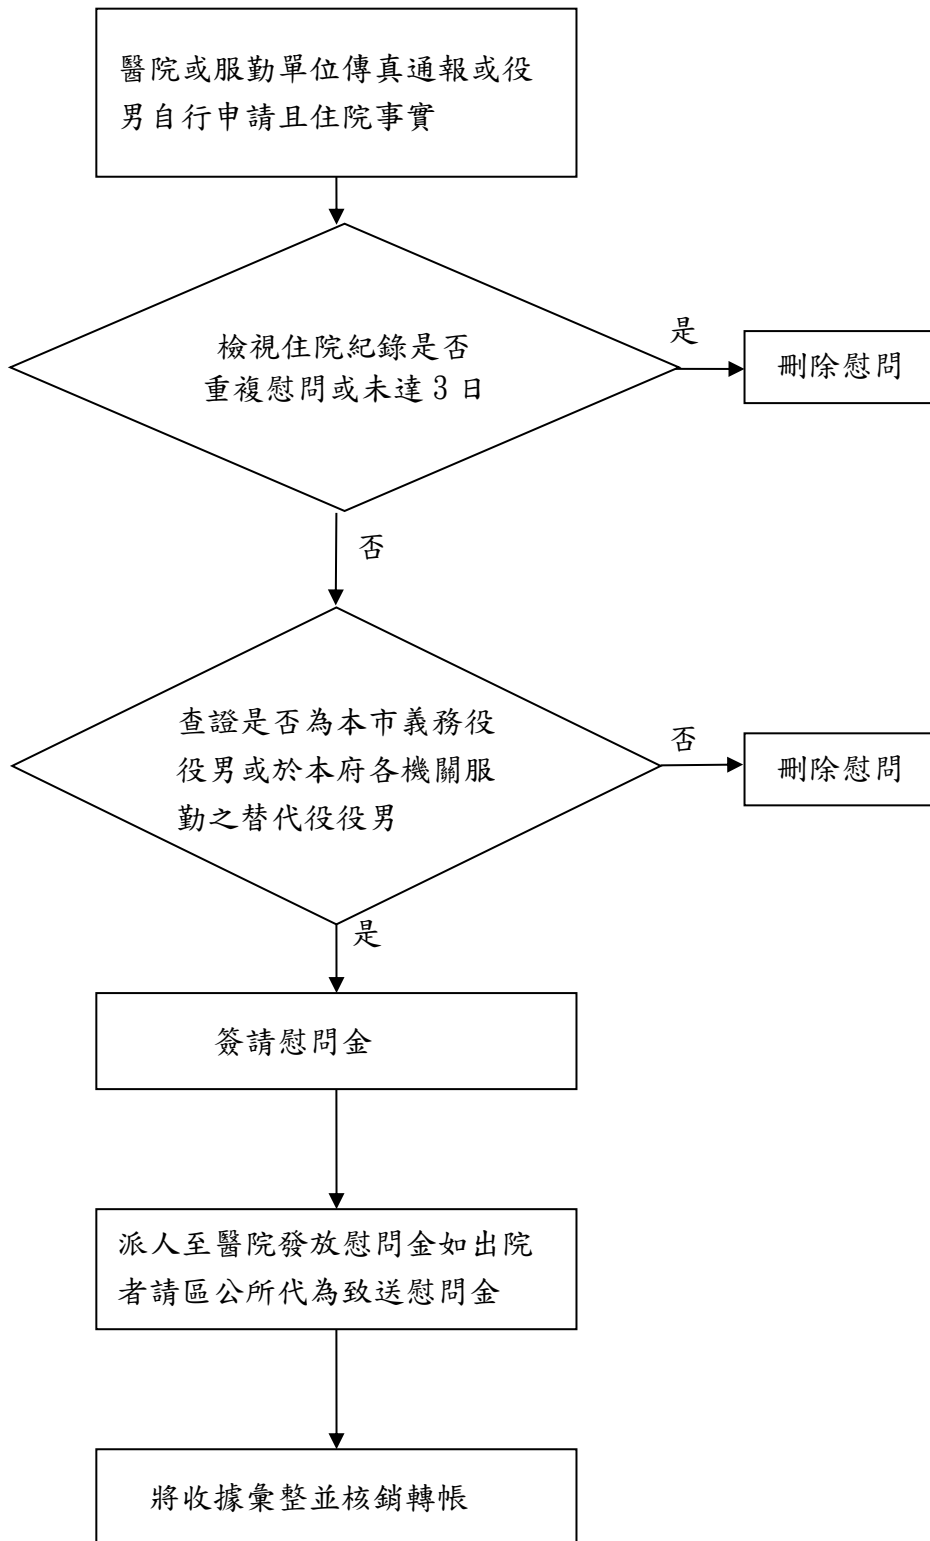 醫院或服勤單位傳真通報或役
男自行申請且住院事實
檢視住院紀錄是否
重複慰問或未達3日
是
刪除慰問
否
查證是否為本市義務役
役男或於本府各機關服
勤之替代役役男
否
刪除慰問
是
簽請慰問金
派人至醫院發放慰問金如出院
者請區公所代為致送慰問金
將收據彙整並核銷轉帳